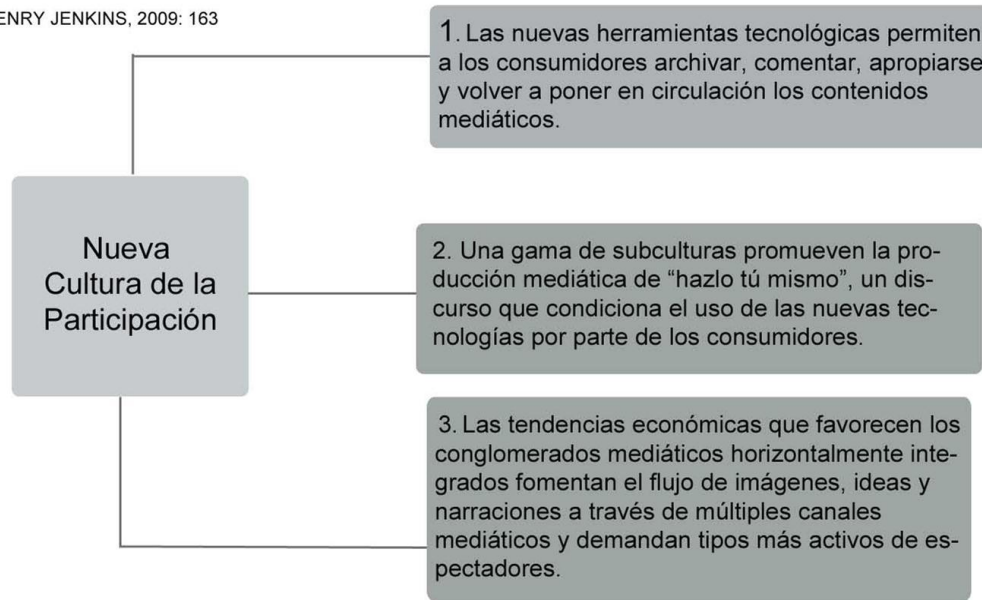 ENRY JENKINS, 2009: 163
1. Las nuevas herramientas tecnológicas permiten
a los consumidores archivar, comentar, apropiarse
y volver a poner en circulación los contenidos
mediáticos.
Nueva
Cultura de la
Participación
2. Una gama de subculturas promueven la pro-
ducción mediática de “hazlo tú mismo”, un dis-
curso que condiciona el uso de las nuevas tec-
nologías por parte de los consumidores.
3. Las tendencias económicas que favorecen los
conglomerados mediáticos horizontalmente inte-
grados fomentan el flujo de imágenes, ideas y
narraciones a través de múltiples canales
mediáticos y demandan tipos más activos de es-
pectadores.